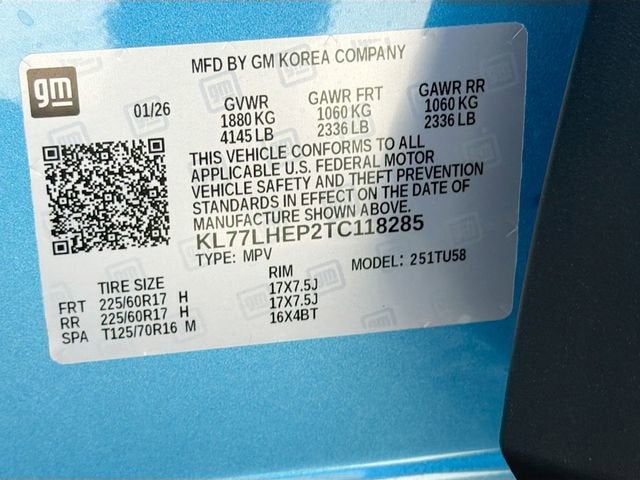 MFD BY GM KOREA COMPANY
gm
01/26
GVWR GAWR FRT GAWR RR
1880 KG 1060 KG 1060 KG
4145 LB 2336 LB 2336 LB
THIS VEHICLE CONFORMS TO ALL
APPLICABLE U.S. FEDERAL MOTOR
VEHICLE SAFETY AND THEFT PREVENTION
STANDARDS IN EFFECT ON THE DATE OF
MANUFACTURE SHOWN ABOVE.
KL77LHEP2TC118285
TYPE: MPV MODEL: 251TU58
TIRE SIZE RIM
FRT 225/60R17 H 17X7.5J
RR 225/60R17 H 17X7.5J
SPA T125/70R16 M 16X4BT